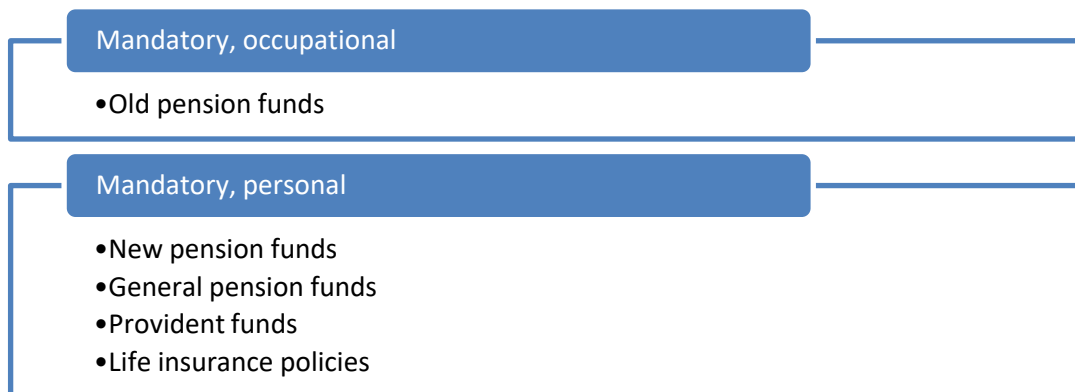 Mandatory, occupational
•Old pension funds
Mandatory, personal
•New pension funds
•General pension funds
•Provident funds
•Life insurance policies